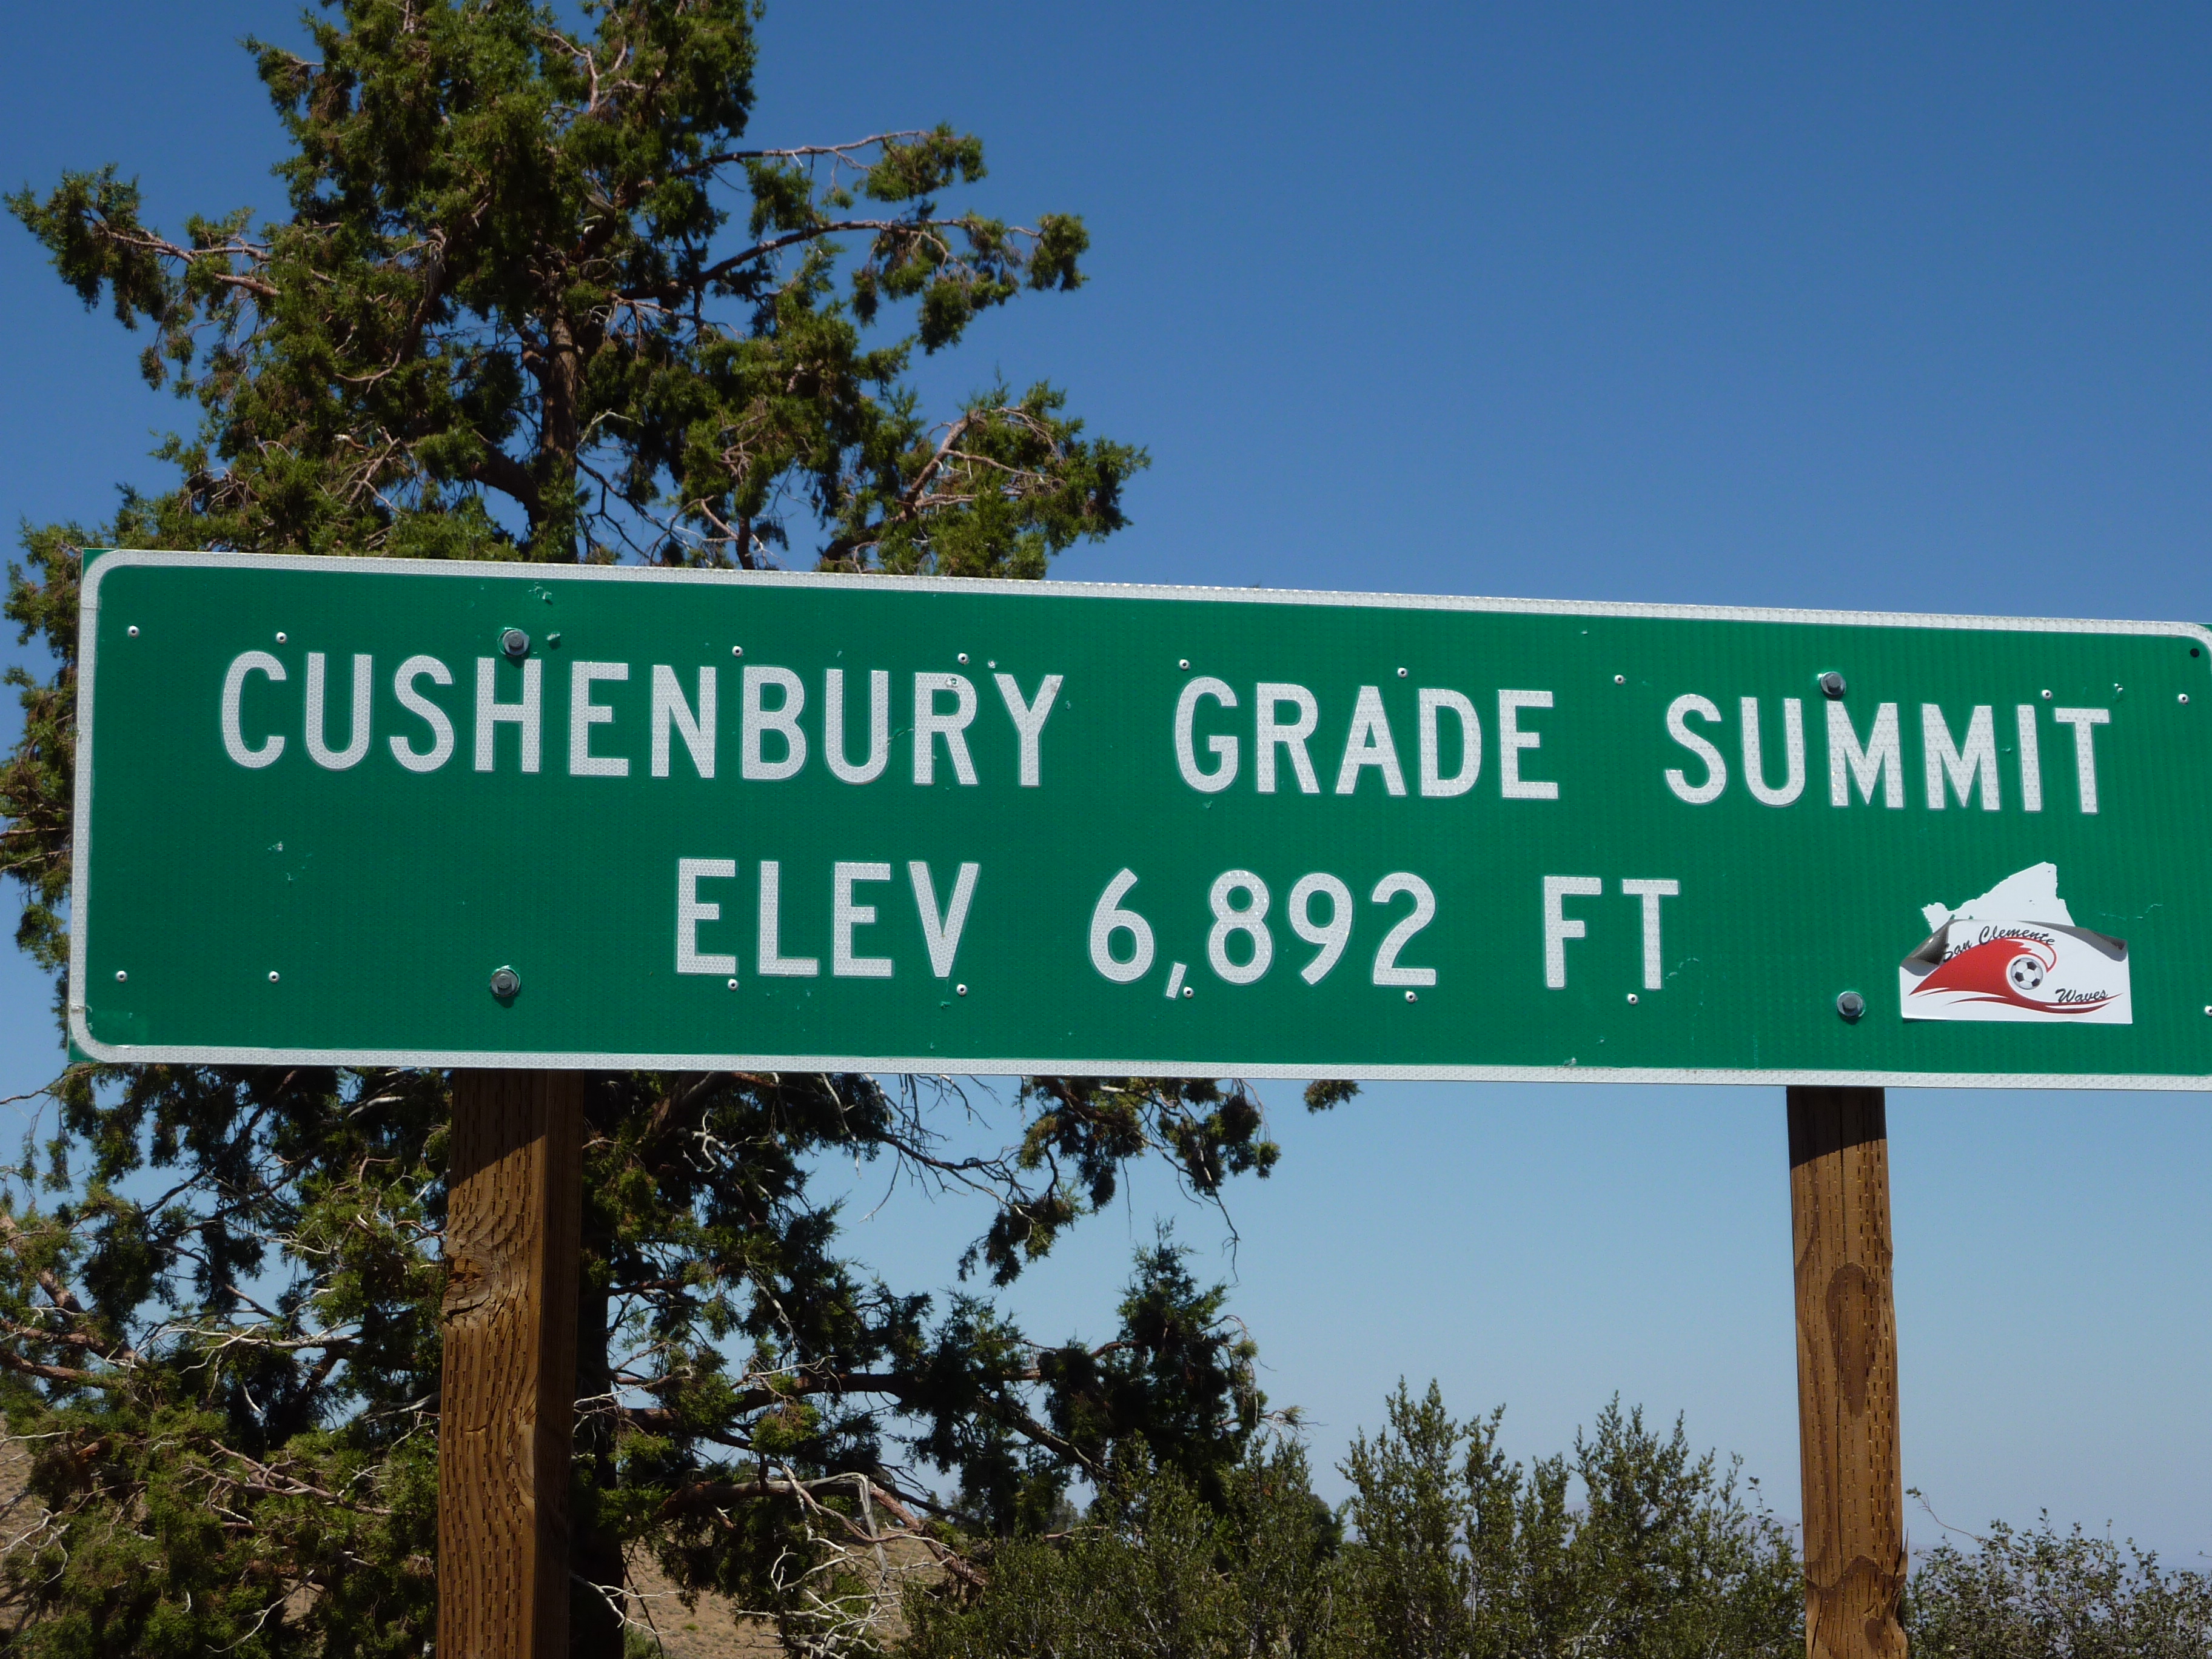 CUSHENBURY GRADE SUMMIT
ELEV 6,892 FT
San Clemente
Waves